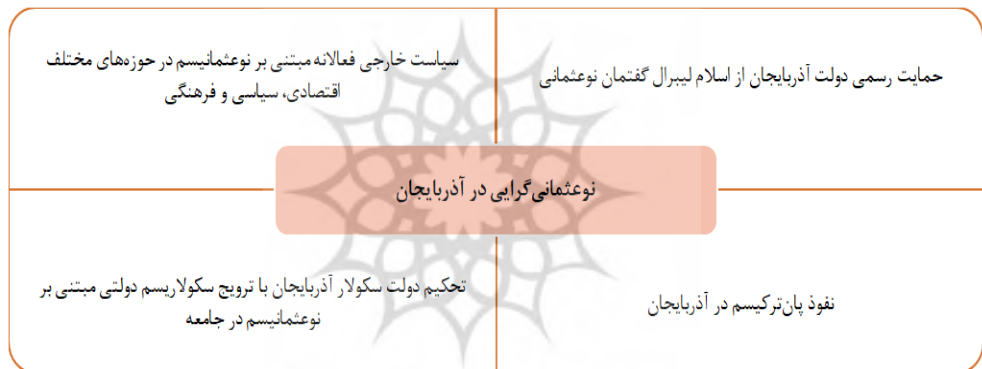 حمایت رسمی دولت آذربایجان از اسلام لیبرال گفتمان نوعثمانی
سیاست خارجی فعالانه مبتنی بر نوعثمانیسم در حوزه‌های مختلف
اقتصادی، سیاسی و فرهنگی
نوعثمانی‌گرایی در آذربایجان
نفوذ پان‌ترکیسم در آذربایجان
تحکیم دولت سکولار آذربایجان با ترویج سکولاریسم دولتی مبتنی بر
نوعثمانیسم در جامعه